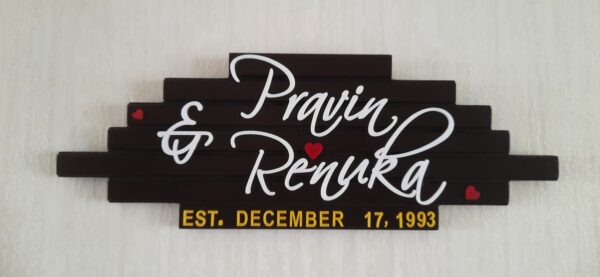 Pravin
& Renuka
EST. DECEMBER 17, 1993